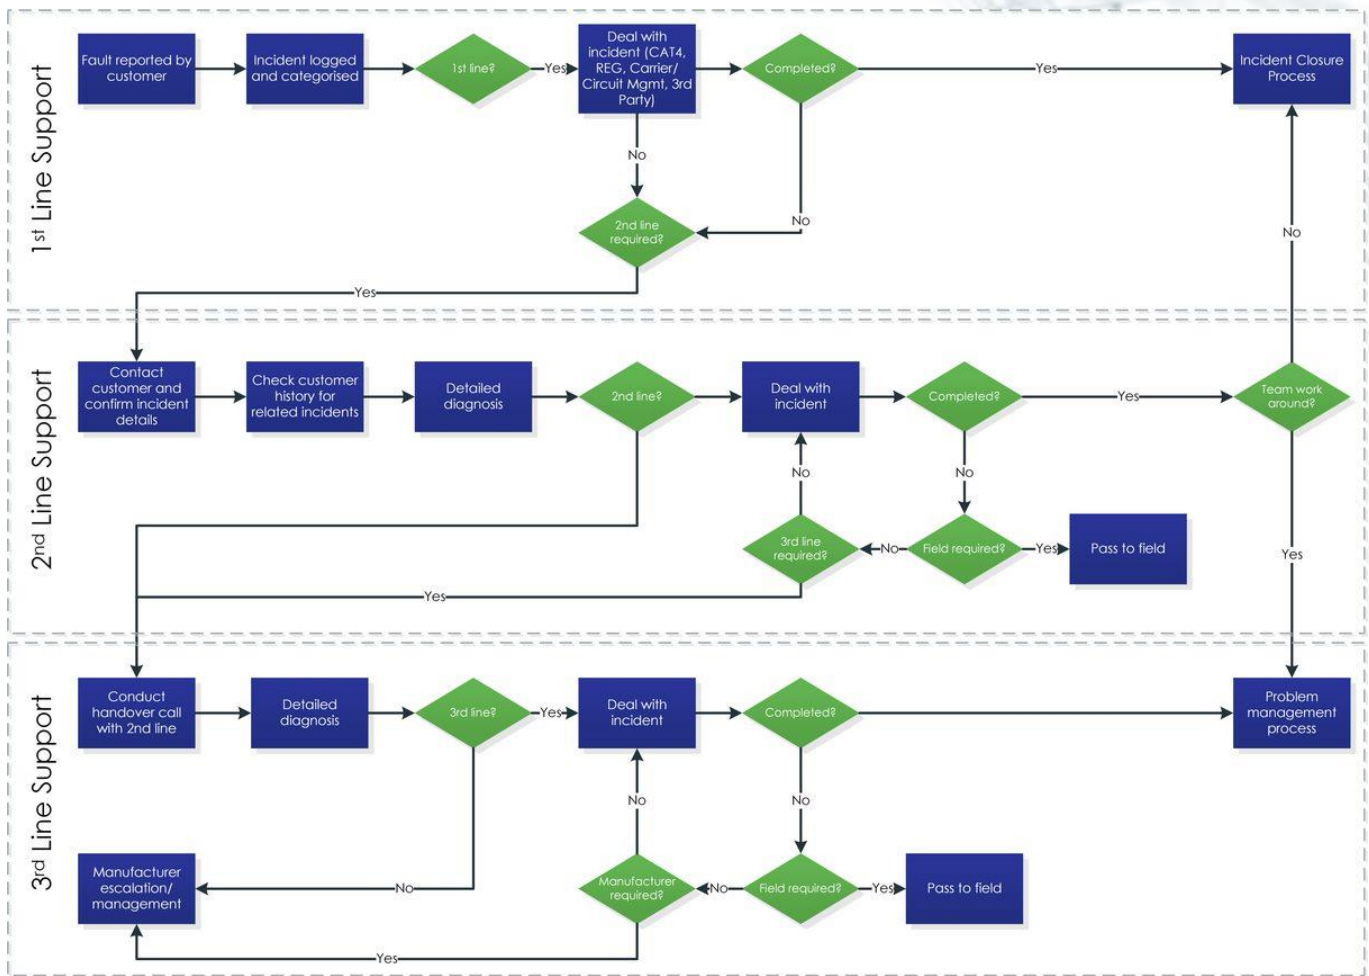 1st Line Support
Fault reported by
customer
Incident logged
and categorised
1st line?
Yes
Deal with
incident (CAT4,
REG, Carrier/
Circuit Mgmt, 3rd
Party)
Completed?
Yes
Incident Closure
Process
No
No
2nd line
required?
Yes
No
2nd Line Support
Contact
customer and
confirm incident
details
Check customer
history for
related incidents
Detailed
diagnosis
2nd line?
Deal with
incident
Completed?
Yes
Team work
around?
No
No
3rd line
required?
No
Field required?
Yes
Pass to field
Yes
Yes
3rd Line Support
Conduct
handover call
with 2nd line
Detailed
diagnosis
3rd line?
Yes
Deal with
incident
Completed?
Problem
management
process
No
No
Manufacturer
escalation/
management
No
Manufacturer
required?
No
Field required?
Yes
Pass to field
Yes